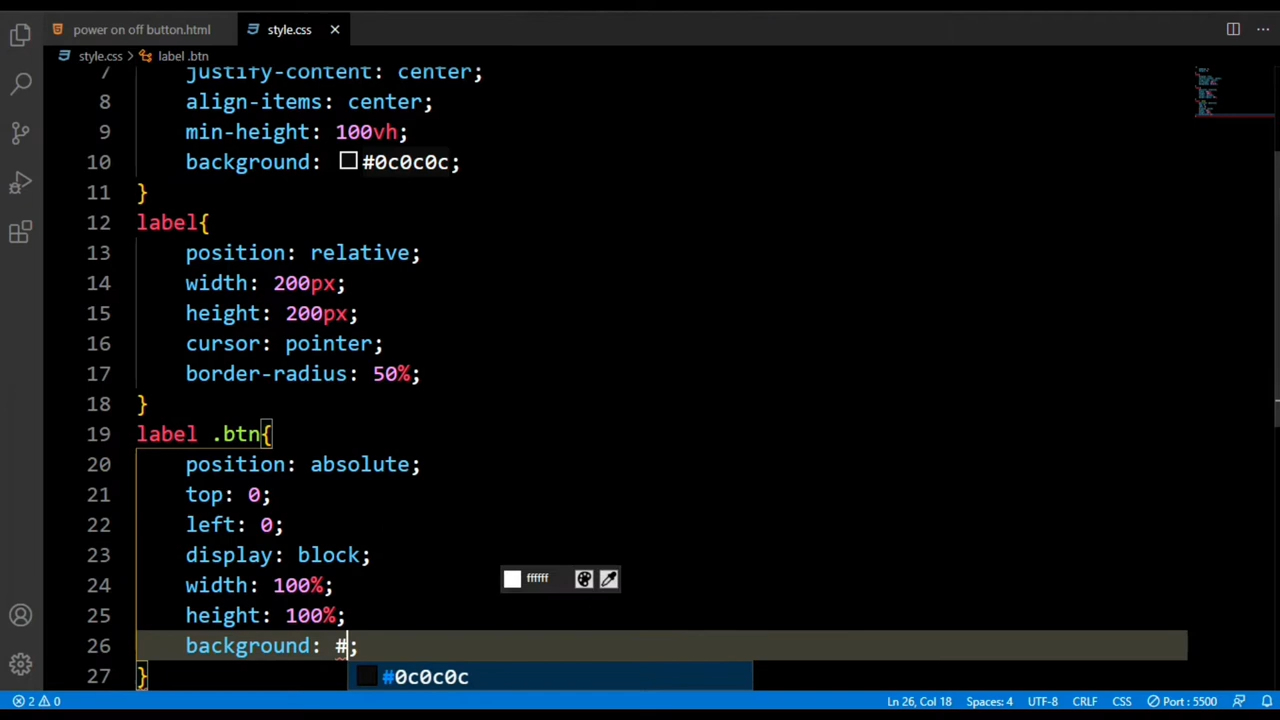 power on off button.html style.css
style.css label .btn
7 justify-content: center;
8 align-items: center;
9 min-height: 100vh;
10 background: #0c0c0c;
11 }
12 label{
13 position: relative;
14 width: 200px;
15 height: 200px;
16 cursor: pointer;
17 border-radius: 50%;
18 }
19 label .btn{
20 position: absolute;
21 top: 0;
22 left: 0;
23 display: block;
24 width: 100%;
ffffff
25 height: 100%;
26 background: #;
27 }
#0c0c0c
2 0 Ln 26, Col 18 Spaces: 4 UTF-8 CRLF CSS Port : 5500